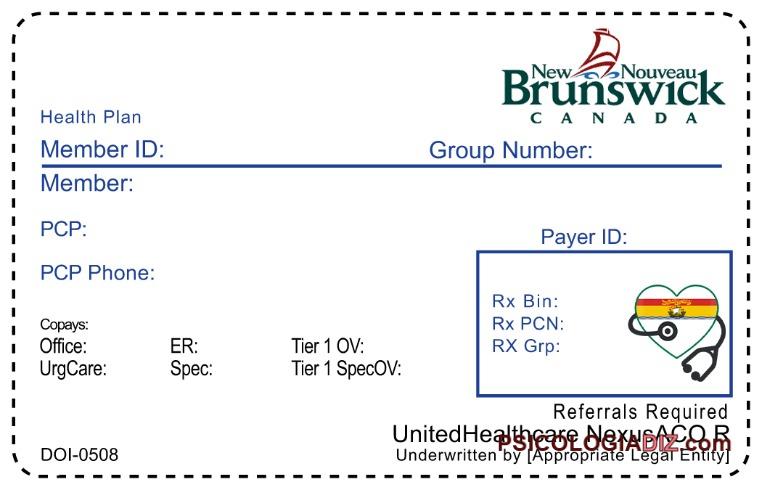 New Nouveau
Brunswick
CANADA
Health Plan
Member ID: Group Number:
Member:
PCP:
Payer ID:
PCP Phone:
Rx Bin:
Rx PCN:
RX Grp:
Copays:
Office: ER: Tier 1 OV:
UrgCare: Spec: Tier 1 SpecOV:
Referrals Required
UnitedHealthcare NexusACO R
PSICOLOGIADIZ.com
DOI-0508 Underwritten by [Appropriate Legal Entity]